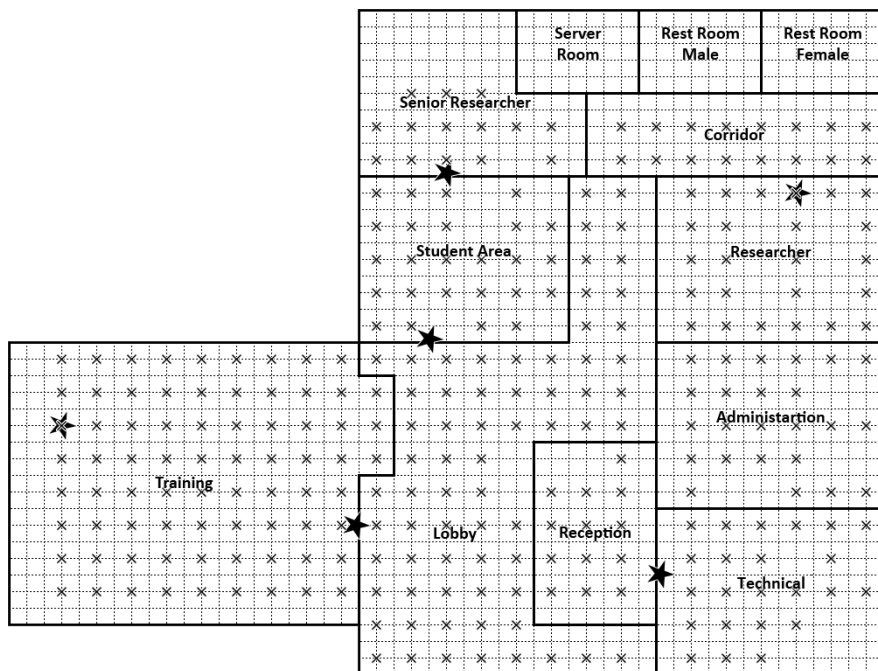 Server
Room
Rest Room
Male
Rest Room
Female
Senior Researcher
Corridor
Student Area
Researcher
Administartion
Training
Lobby
Reception
Technical